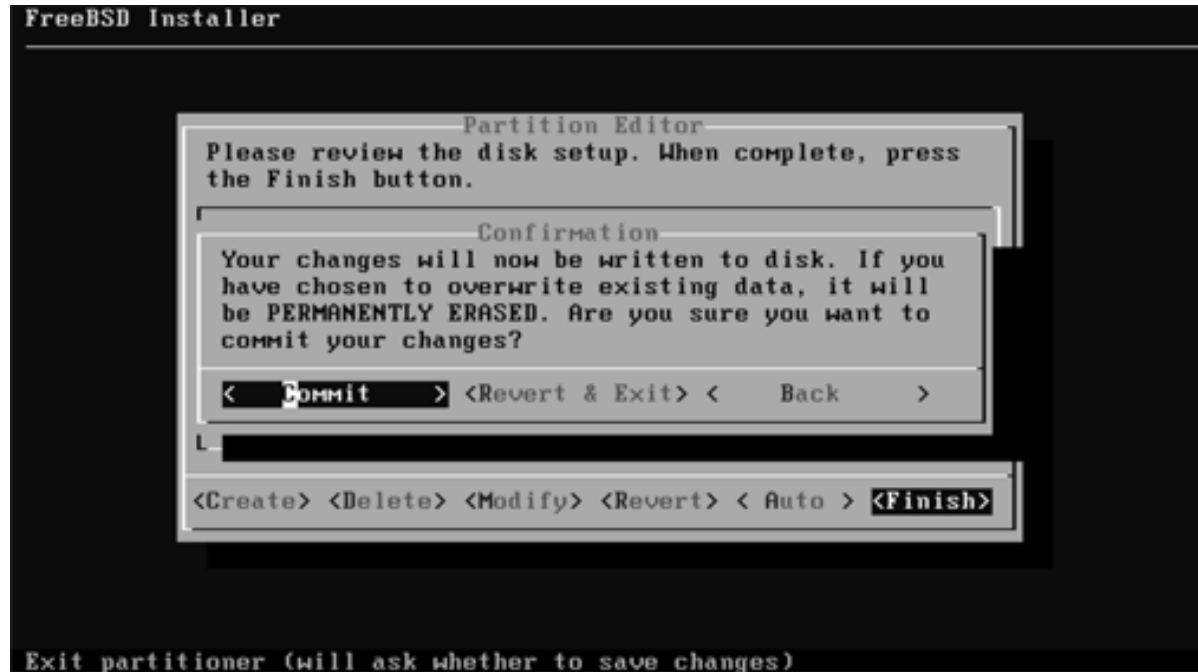 FreeBSD Installer
Partition Editor
Please review the disk setup. When complete, press
the Finish button.
Confirmation
Your changes will now be written to disk. If you
have chosen to overwrite existing data, it will
be PERMANENTLY ERASED. Are you sure you want to
commit your changes?
< Commit > <Revert & Exit> < Back >
<Create> <Delete> <Modify> <Revert> < Auto > <Finish>
Exit partitioner (will ask whether to save changes)